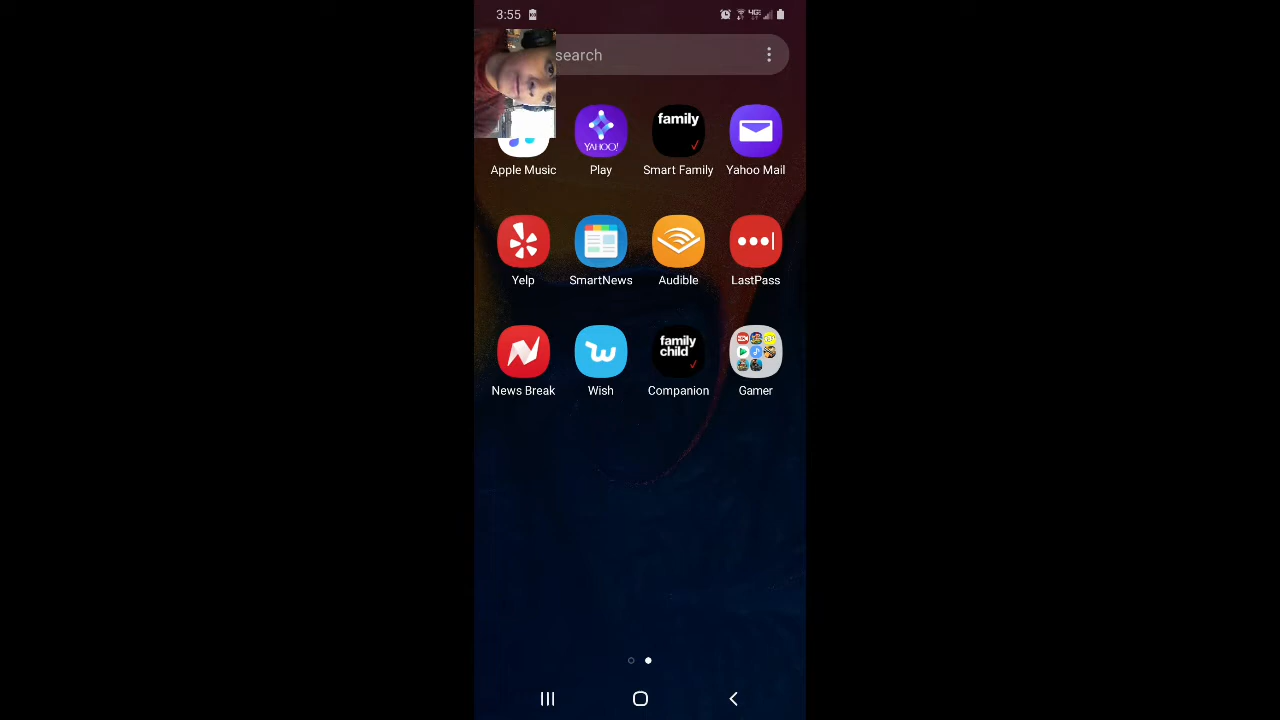 3:55
search
YAHOO!
family
Apple Music
Play
Smart Family
Yahoo Mail
Yelp
SmartNews
Audible
LastPass
family
child
News Break
Wish
Companion
Gamer